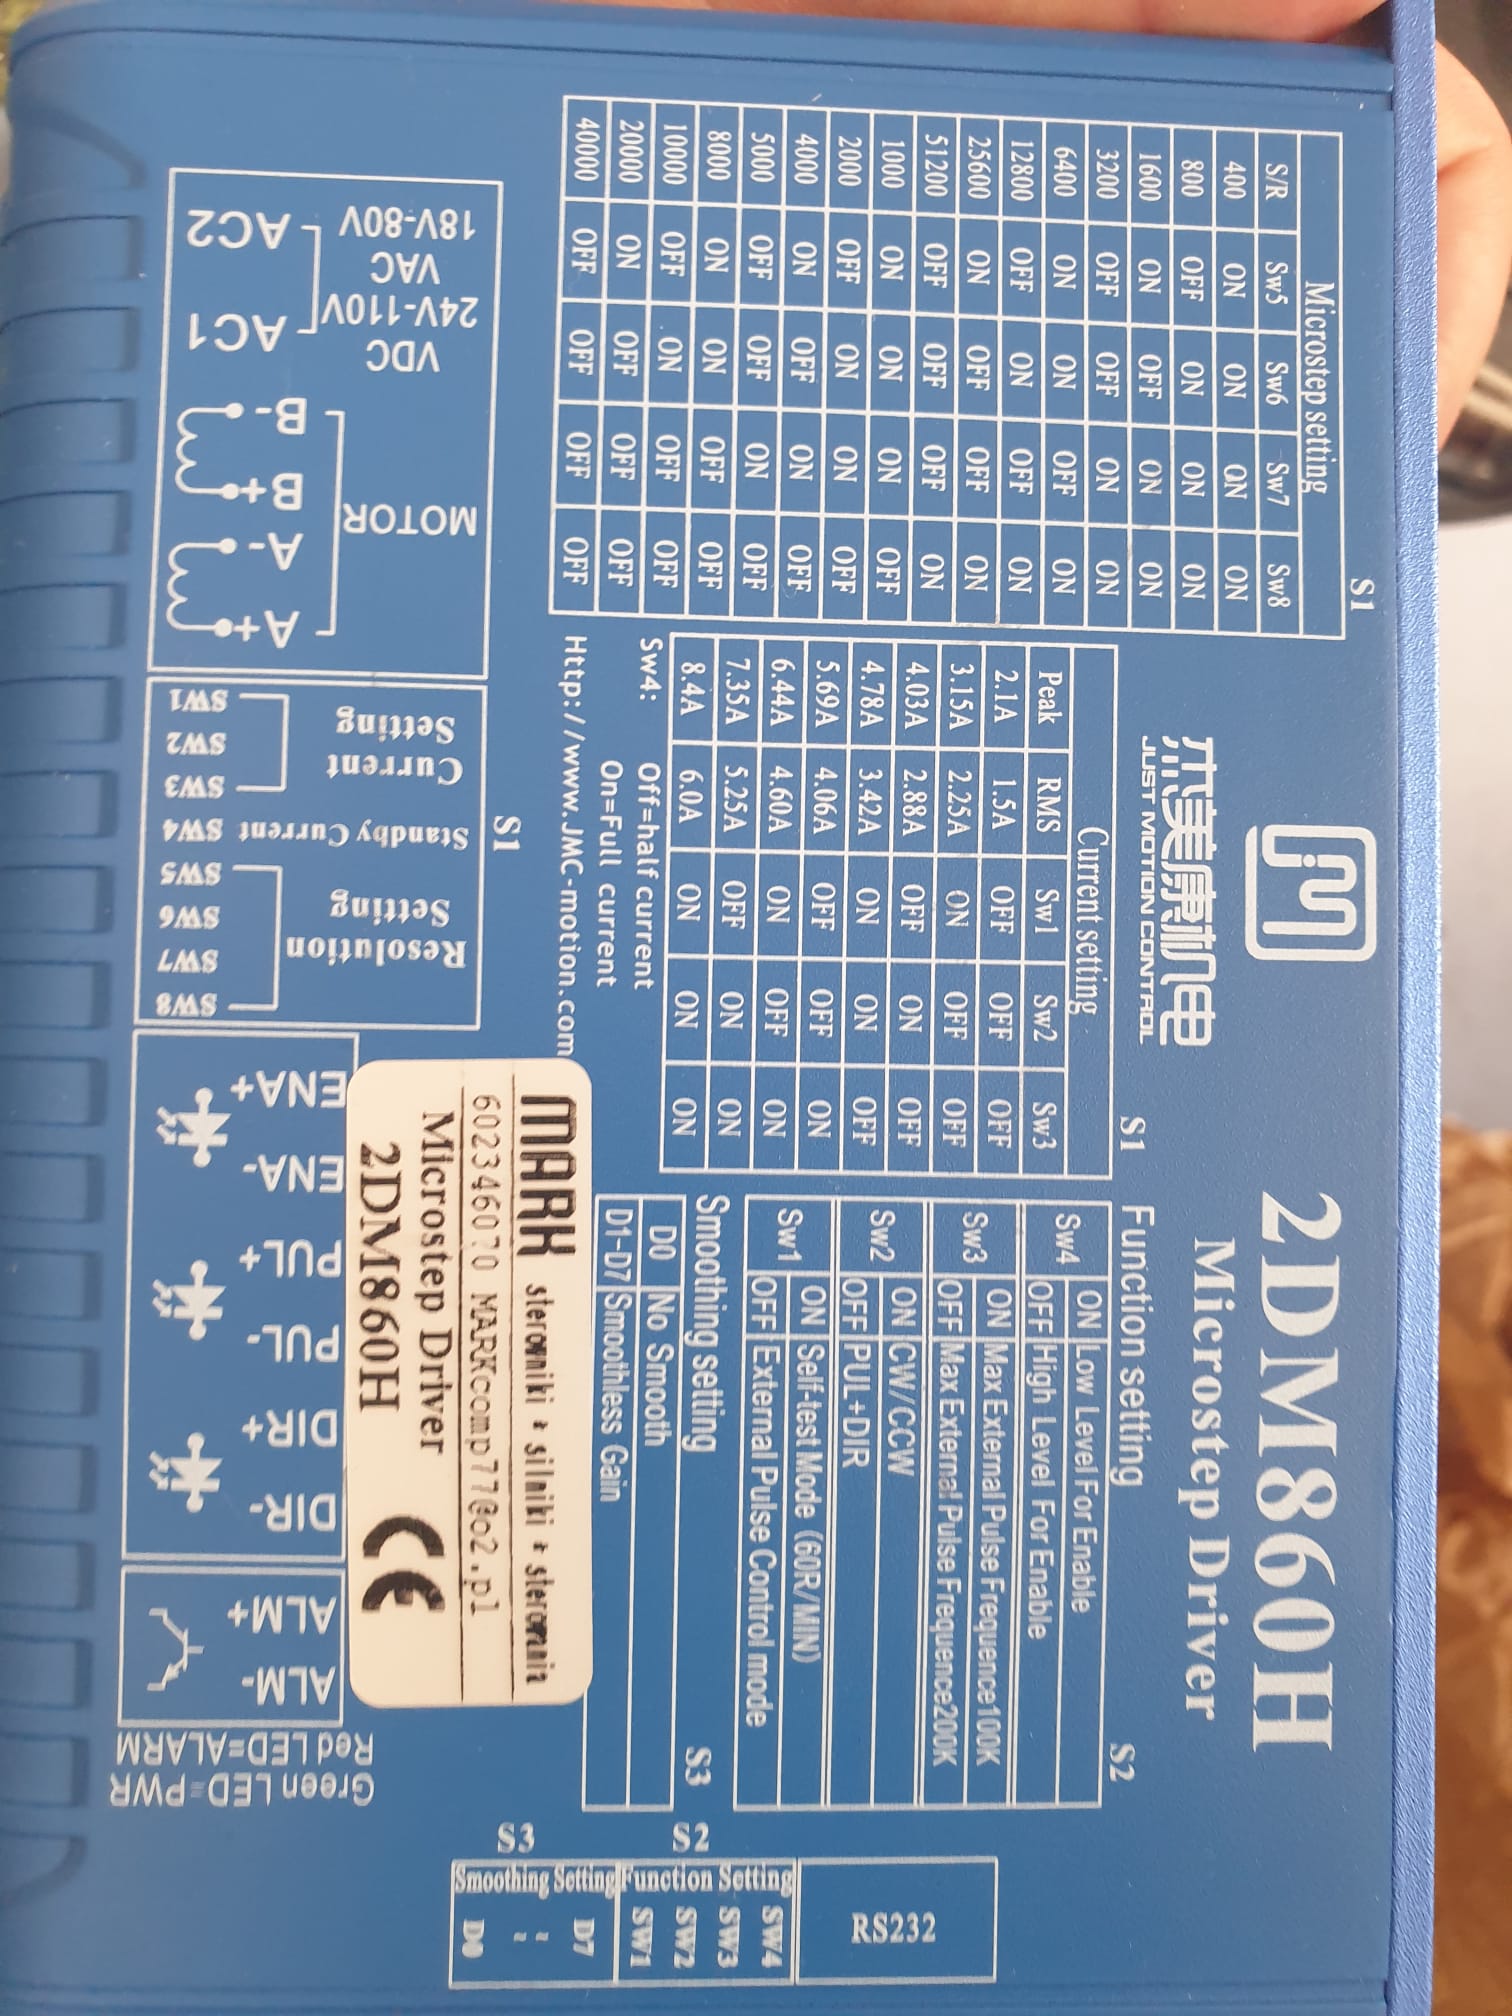 2DM860H
Microstep Driver
杰美康机电
JUST MOTION CONTROL
S1
Microstep setting
S/R Sw5 Sw6 Sw7 Sw8
400 ON ON ON ON
800 OFF ON ON ON
1600 ON OFF ON ON
3200 OFF OFF ON ON
6400 ON ON OFF ON
12800 OFF ON OFF ON
25600 ON OFF OFF ON
51200 OFF OFF OFF ON
1000 ON ON ON OFF
2000 OFF ON ON OFF
4000 ON OFF ON OFF
5000 OFF OFF ON OFF
8000 ON ON OFF OFF
10000 OFF ON OFF OFF
20000 ON OFF OFF OFF
40000 OFF OFF OFF OFF
S1
Current setting
Peak RMS Sw1 Sw2 Sw3
2.1A 1.5A OFF OFF OFF
3.15A 2.25A ON OFF OFF
4.03A 2.88A OFF ON OFF
4.78A 3.42A ON ON OFF
5.69A 4.06A OFF OFF ON
6.44A 4.60A ON OFF ON
7.35A 5.25A OFF ON ON
8.4A 6.0A ON ON ON
Sw4: Off=half current
On=Full current
Http://www.JMC-motion.com
Function setting S2
Sw4 ON Low Level For Enable
OFF High Level For Enable
Sw3 ON Max External Pulse Frequence100K
OFF Max External Pulse Frequence200K
Sw2 ON CW/CCW
OFF PUL+DIR
Sw1 ON Self-test Mode (60R/MIN)
OFF External Pulse Control mode
Smoothing setting S3
D0 No Smooth
D1-D7 Smoothless Gain
MARK sterowniki * silniki * sterowania
602346070 MARKcomp77@o2.pl
Microstep Driver
2DM860H CE
RS232
S2
Function Setting
SW4
SW3
SW2
SW1
S3
Smoothing Setting
D7
D0
Green LED=PWR
Red LED=ALARM
ALM-
ALM+
DIR-
DIR+
PUL-
PUL+
ENA-
ENA+
S1
Resolution
Setting
SW8
SW7
SW6
SW5
Standby Current SW4
Current
Setting
SW3
SW2
SW1
MOTOR
A+
A-
B+
B-
VDC
24V-110V
VAC
18V-80V
AC1
AC2